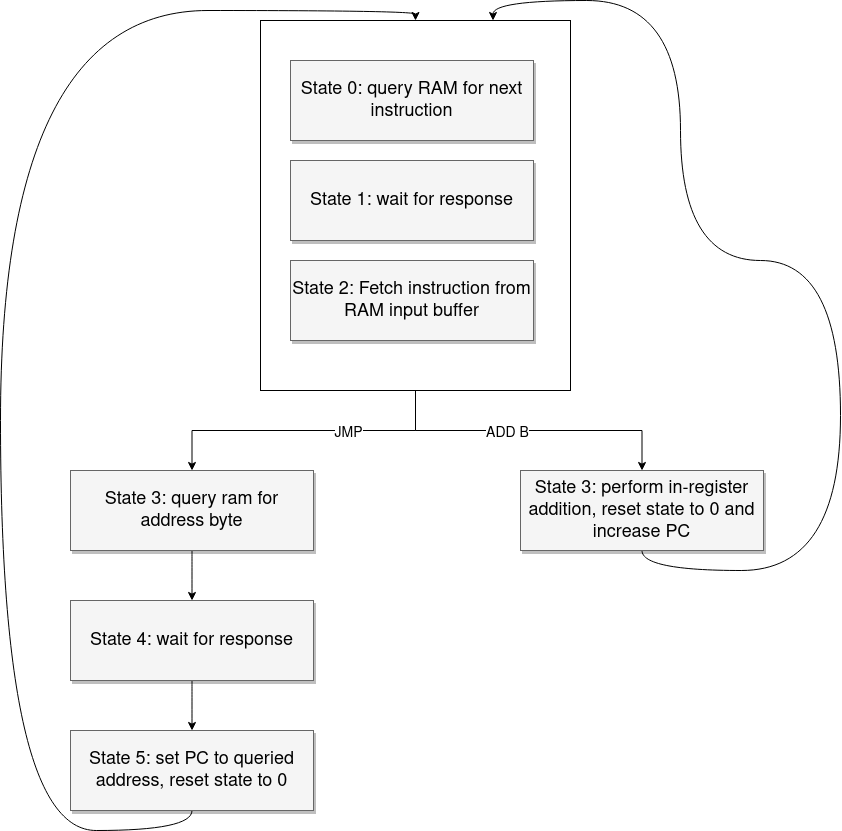 State 0: query RAM for next
instruction
State 1: wait for response
State 2: Fetch instruction from
RAM input buffer
JMP
ADD B
State 3: query ram for
address byte
State 3: perform in-register
addition, reset state to 0 and
increase PC
State 4: wait for response
State 5: set PC to queried
address, reset state to 0